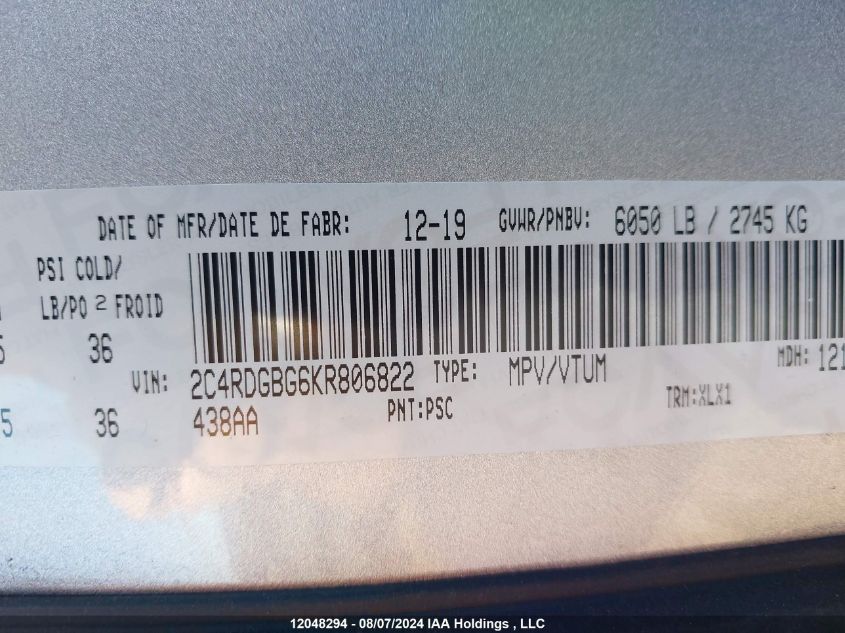 DATE OF MFR/DATE DE FABR: 12-19 GVWR/PNBV: 6050 LB / 2745 KG
PSI COLD/
LB/PO 2 FROID
5 36
VIN: 2C4RDGBG6KR806822 TYPE: MPV/VTUM MDH: 121
5 36 438AA PNT:PSC TRM:XLX1
12048294 - 08/07/2024 IAA Holdings , LLC